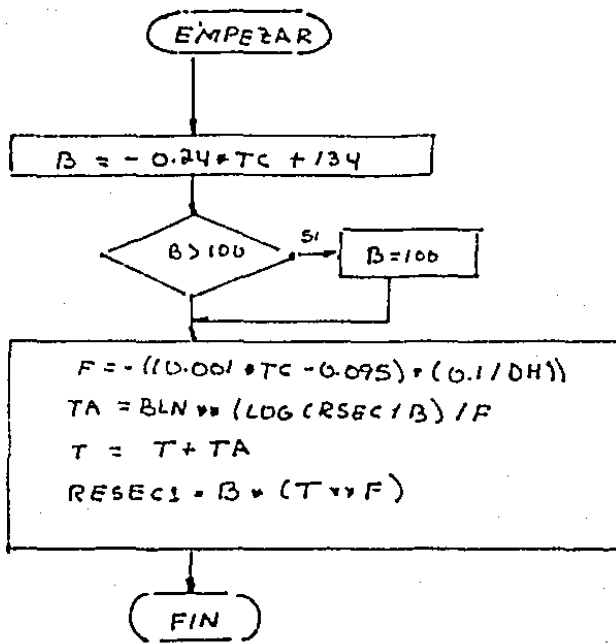 EMPEZAR
B = - 0.24 * TC + 134
B > 100
SI
B = 100
F = - ((0.001 * TC - 0.095) * (0.1 / DH))
TA = BLN ** (LOG (RSEC / B) / F
T = T + TA
RESEC1 = B * (T ** F)
FIN